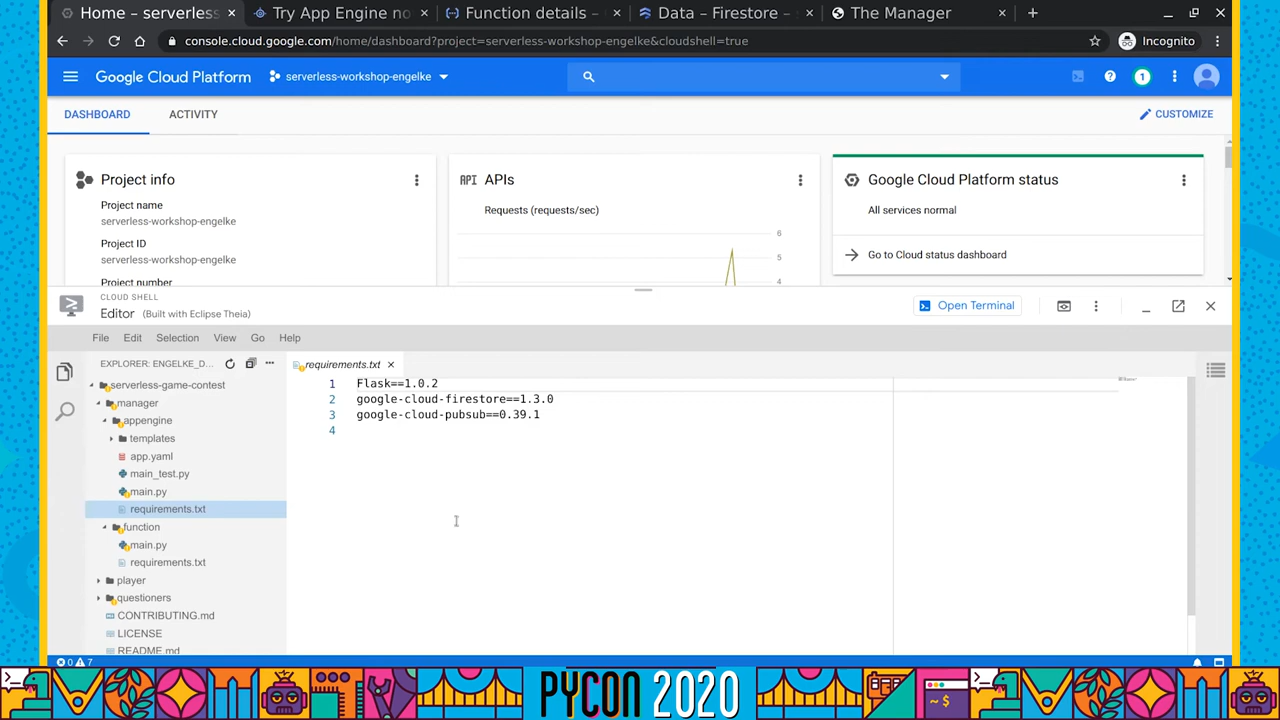 Home – serverless
Try App Engine no
Function details –
Data – Firestore –
The Manager
console.cloud.google.com/home/dashboard?project=serverless-workshop-engelke&cloudshell=true
Incognito
Google Cloud Platform
serverless-workshop-engelke
1
DASHBOARD
ACTIVITY
CUSTOMIZE
Project info
Project name
serverless-workshop-engelke
Project ID
serverless-workshop-engelke
Project number
API APIs
Requests (requests/sec)
6
5
4
Google Cloud Platform status
All services normal
Go to Cloud status dashboard
CLOUD SHELL
Editor (Built with Eclipse Theia)
Open Terminal
File Edit Selection View Go Help
EXPLORER: ENGELKE_D...
serverless-game-contest
manager
appengine
templates
app.yaml
main_test.py
main.py
requirements.txt
function
main.py
requirements.txt
player
questioners
CONTRIBUTING.md
LICENSE
README.md
requirements.txt
1 Flask==1.0.2
2 google-cloud-firestore==1.3.0
3 google-cloud-pubsub==0.39.1
4
0 7
PYCON 2020
~ $